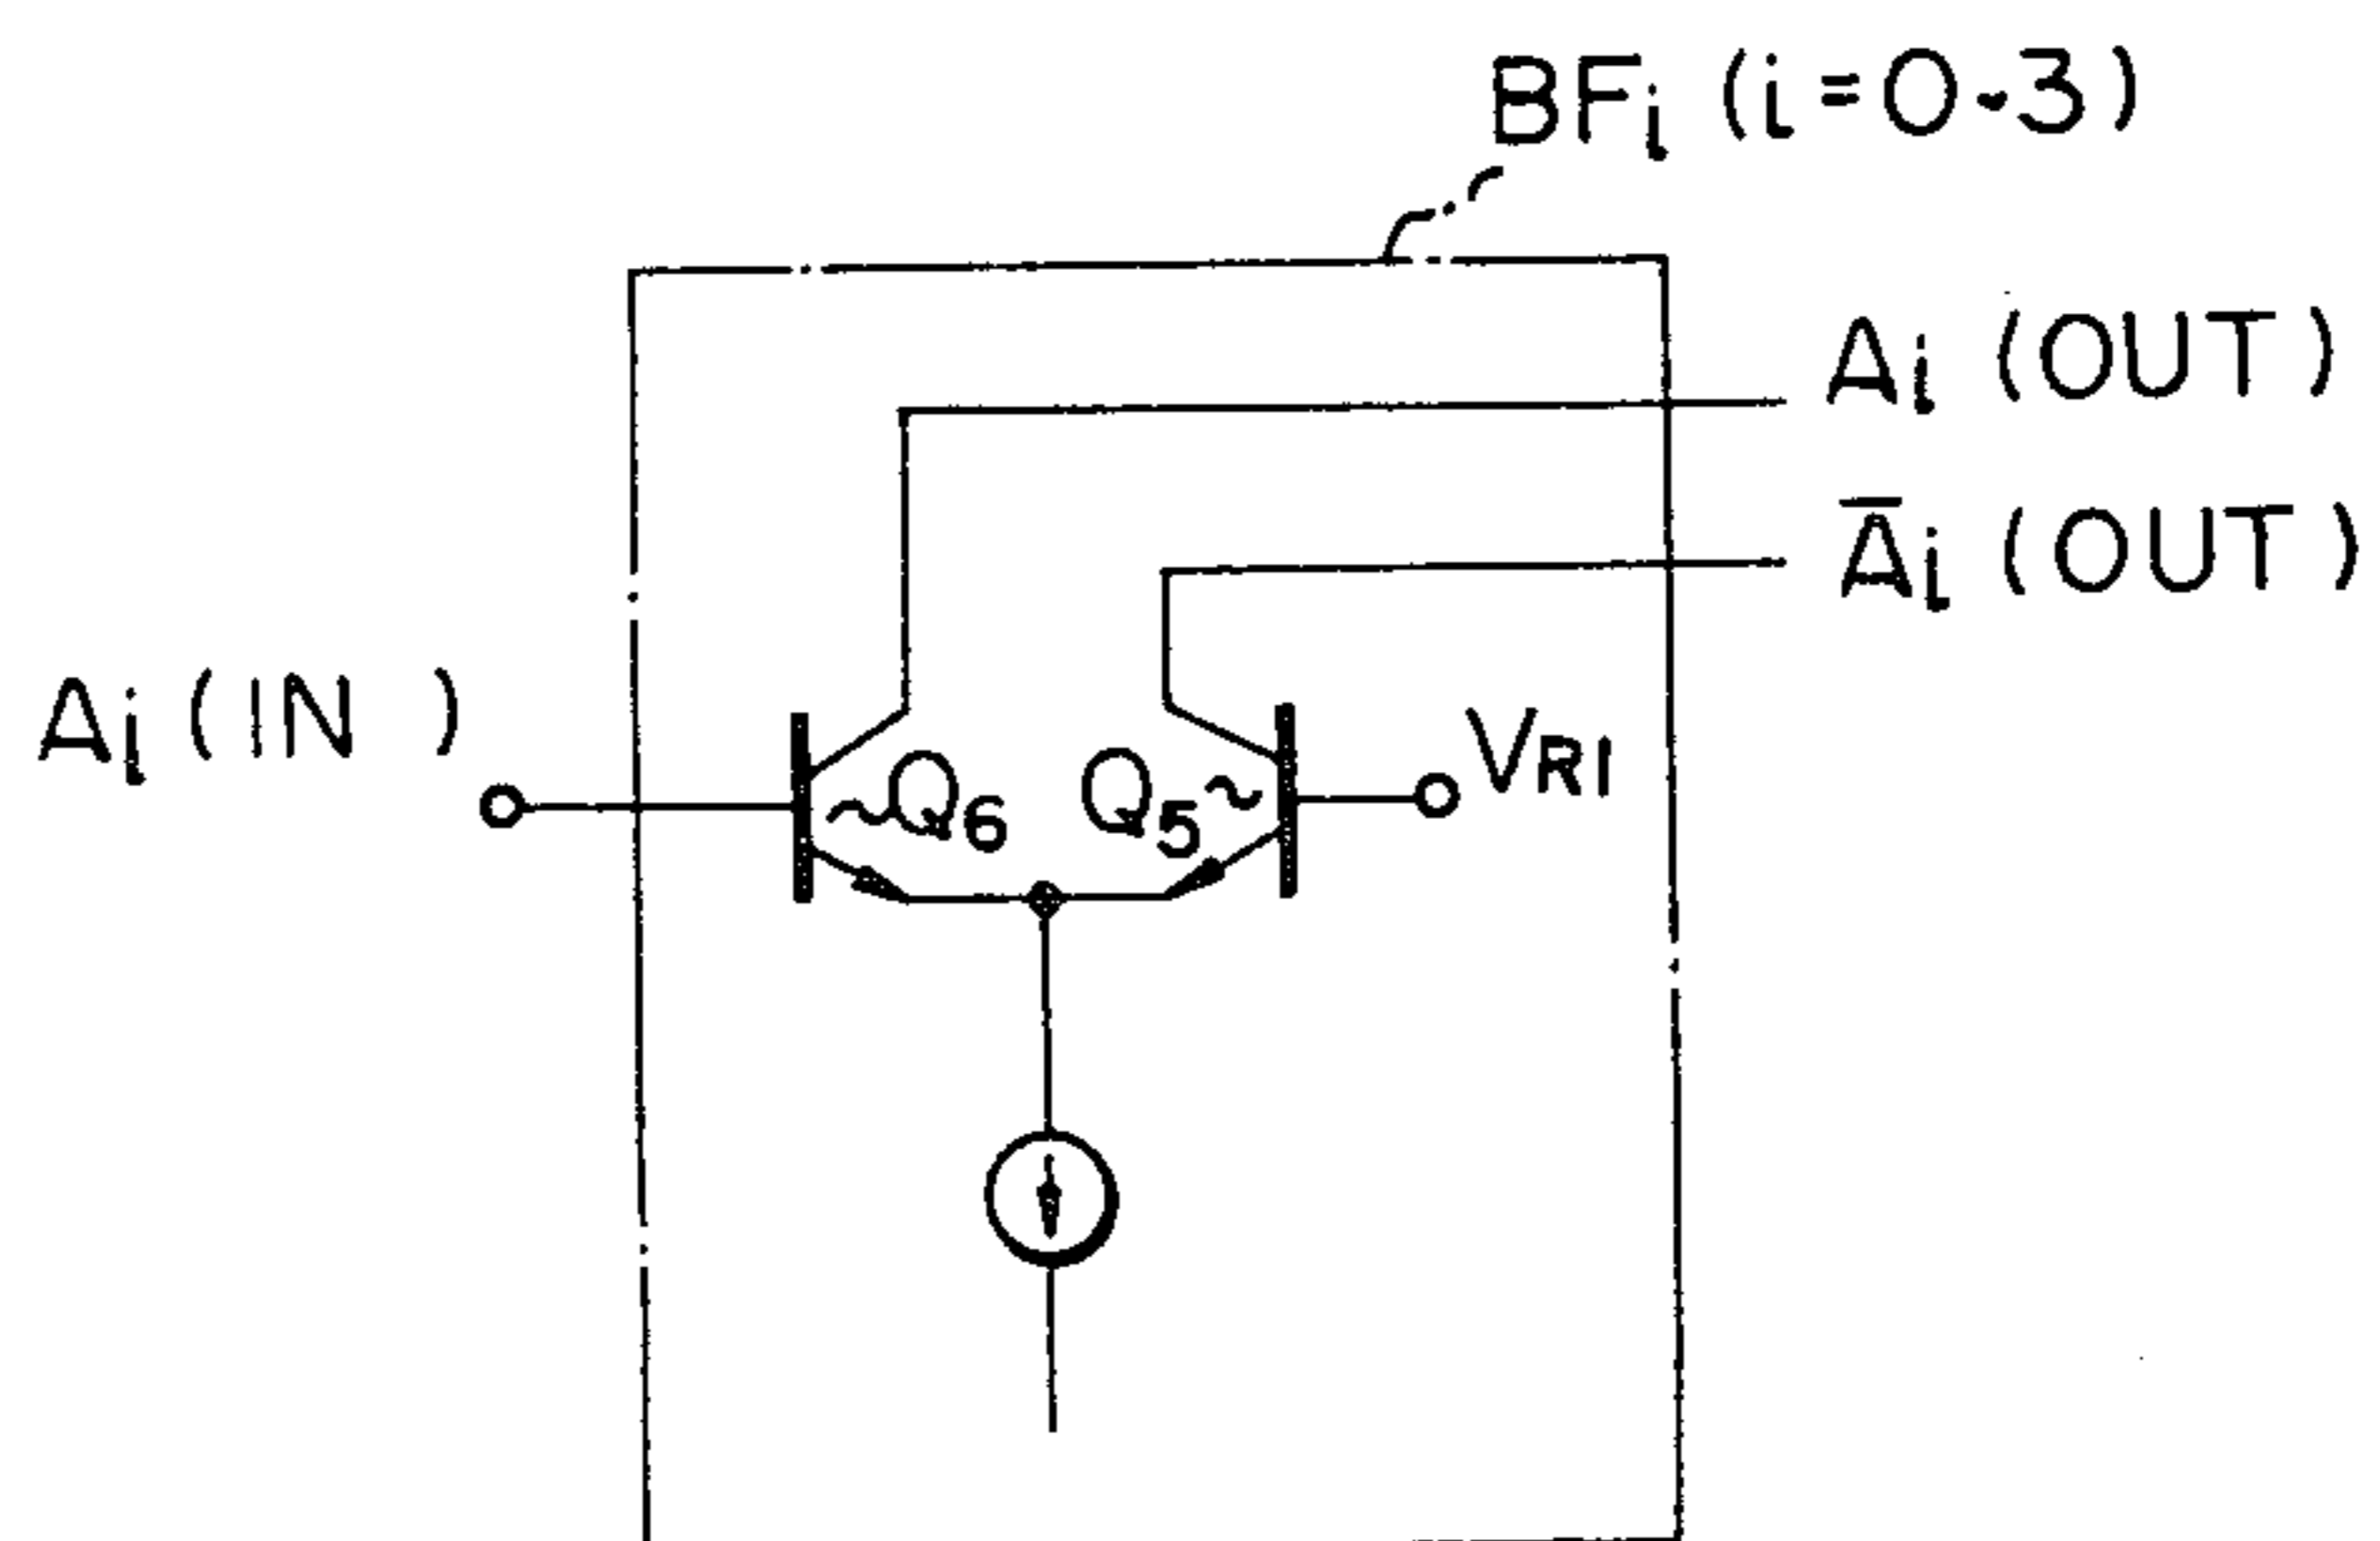 BFi (i=0~3)
Ai (OUT)
Āi (OUT)
Ai (IN)
Q6
Q5
VR1